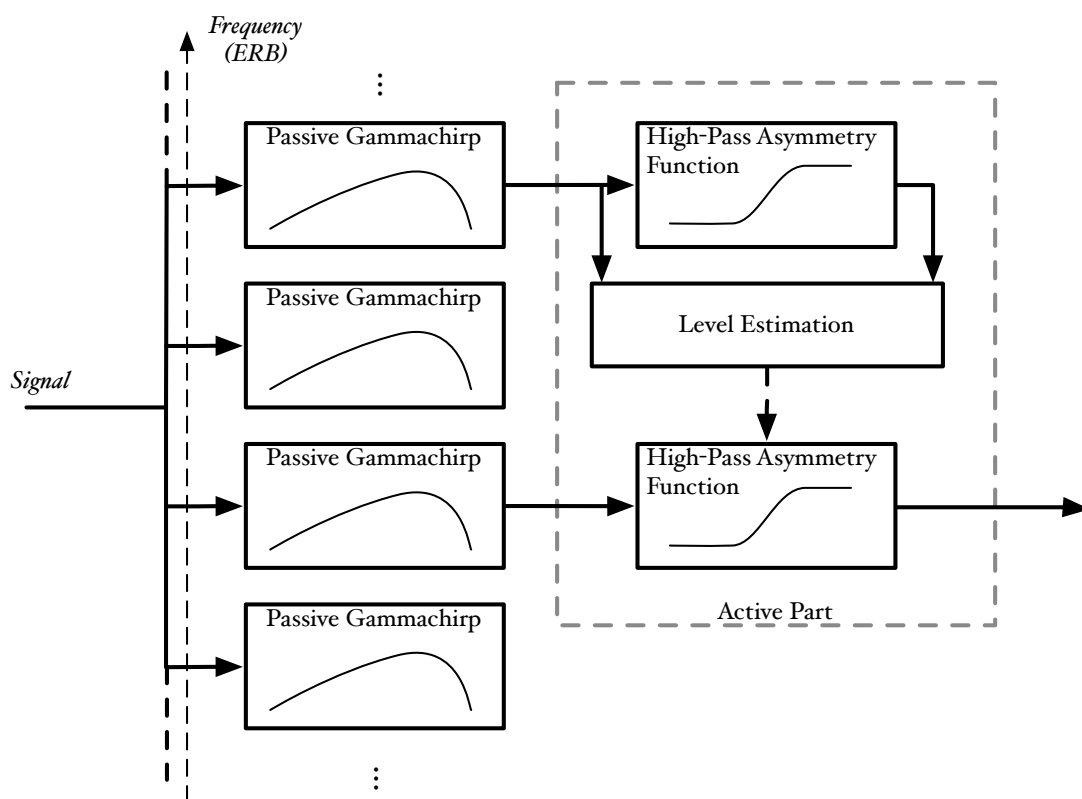 Frequency
(ERB)
...
Passive Gammachirp
High-Pass Asymmetry
Function
Passive Gammachirp
Level Estimation
Signal
Passive Gammachirp
High-Pass Asymmetry
Function
Passive Gammachirp
Active Part
...